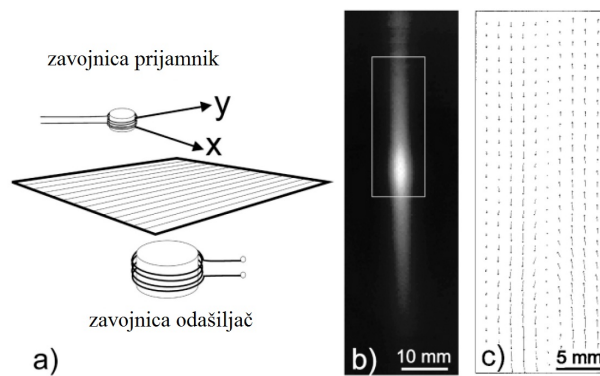 zavojnica prijamnik
y
x
zavojnica odašiljač
a)
b)
10 mm
c)
5 mm